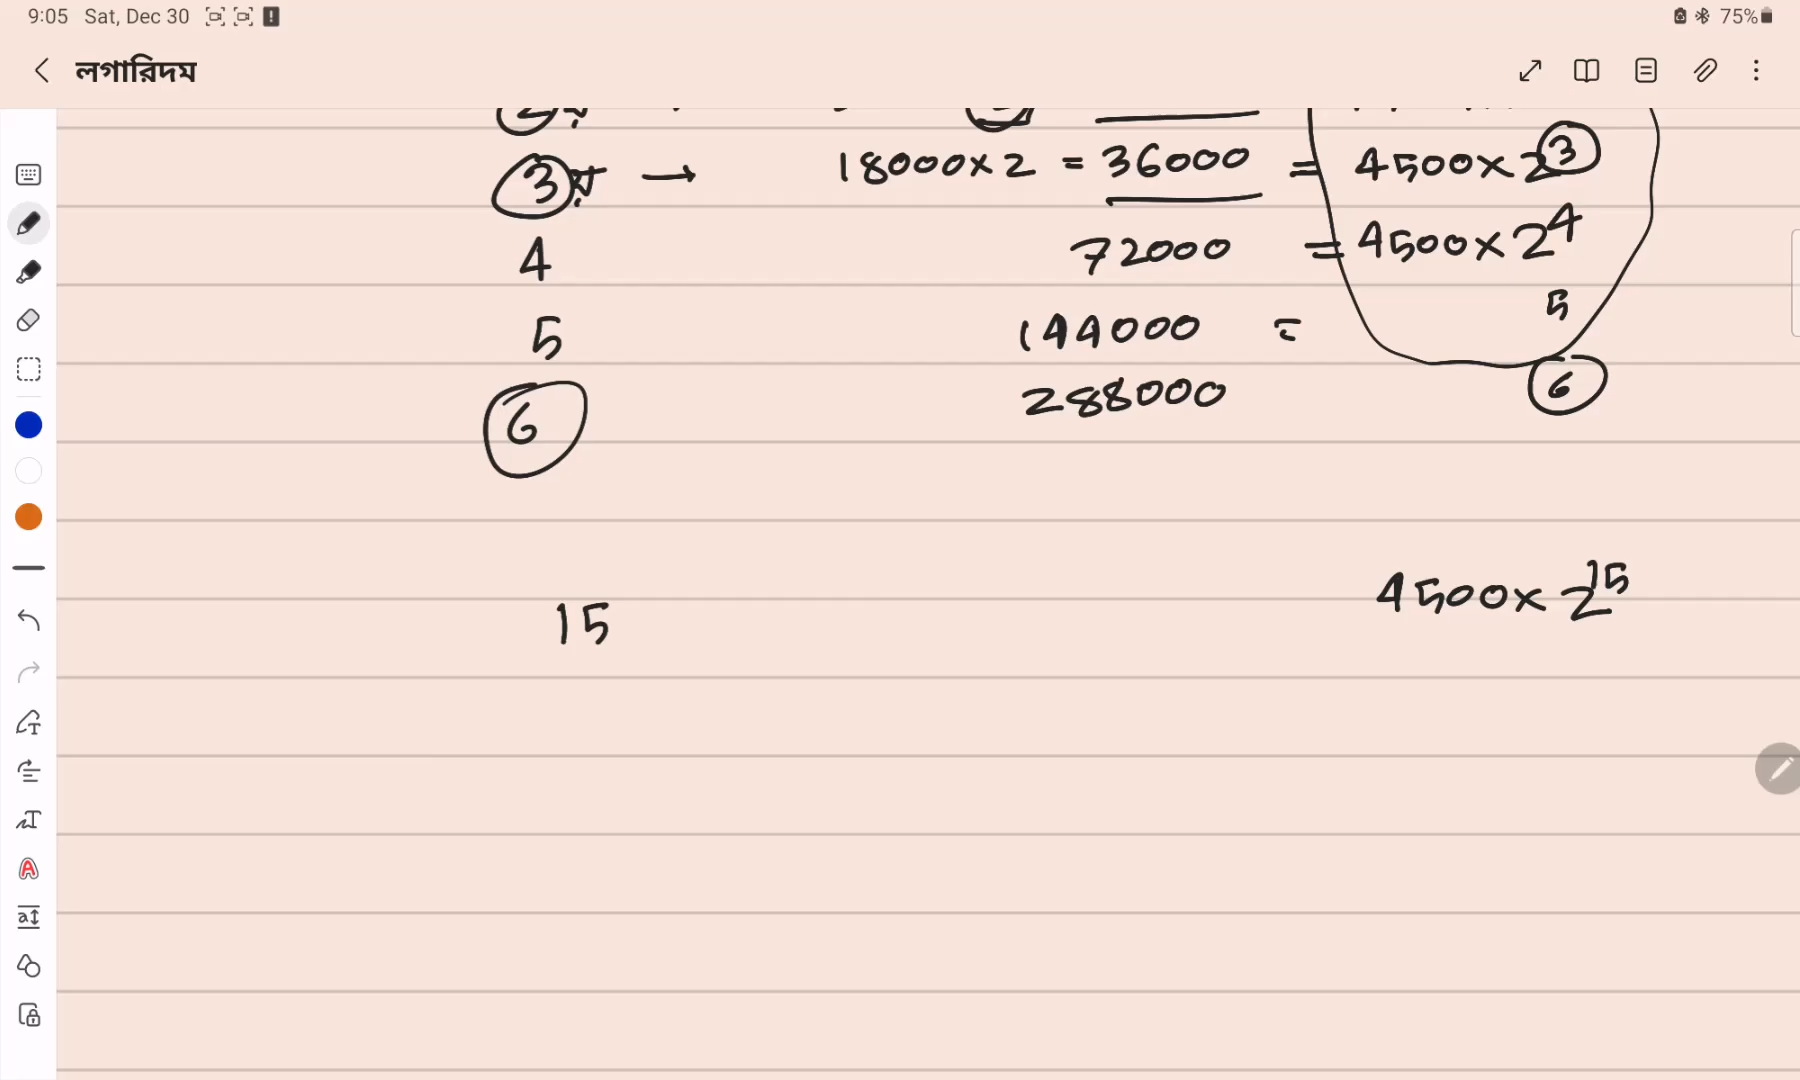 9:05 Sat, Dec 30
75%
লগারিদম
3য় → 18000×2 = 36000 = 4500×2³
4 72000 = 4500×2⁴
5 144000 = 5
6 288000 6
15 4500×2¹⁵